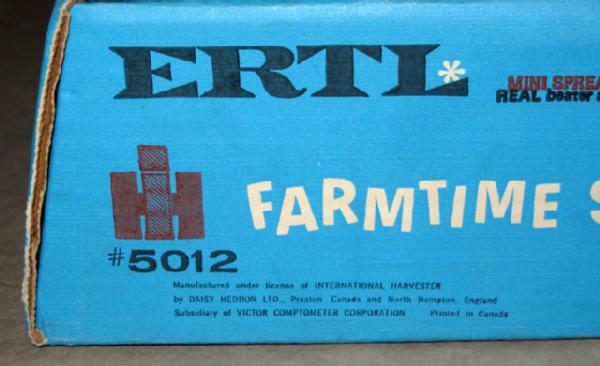 ERTL*
MINI SPREA
REAL beater a
IH
FARMTIME S
#5012
Manufactured under license of INTERNATIONAL HARVESTER
by DAISY HEDDON LTD., Preston, Canada and North Hampton, England
Subsidiary of VICTOR COMPTOMETER CORPORATION Printed in Canada